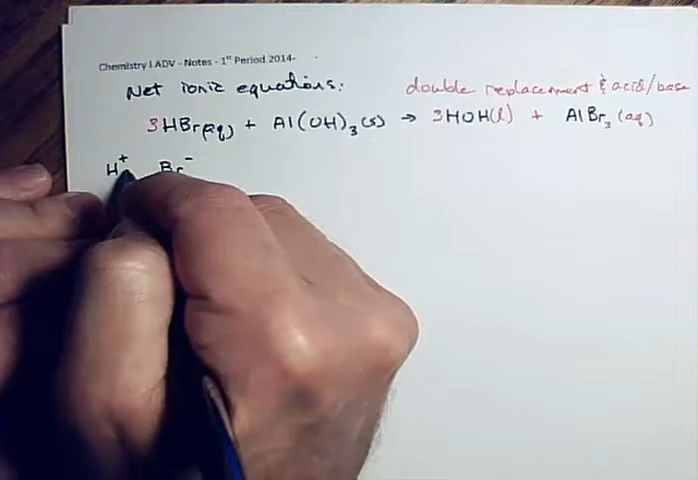 Chemistry I ADV - Notes - 1st Period 2014-
Net ionic equations: double replacement & acid/base
3HBr(aq) + Al(OH)₃(s) → 3HOH(l) + AlBr₃(aq)
H⁺ Br⁻